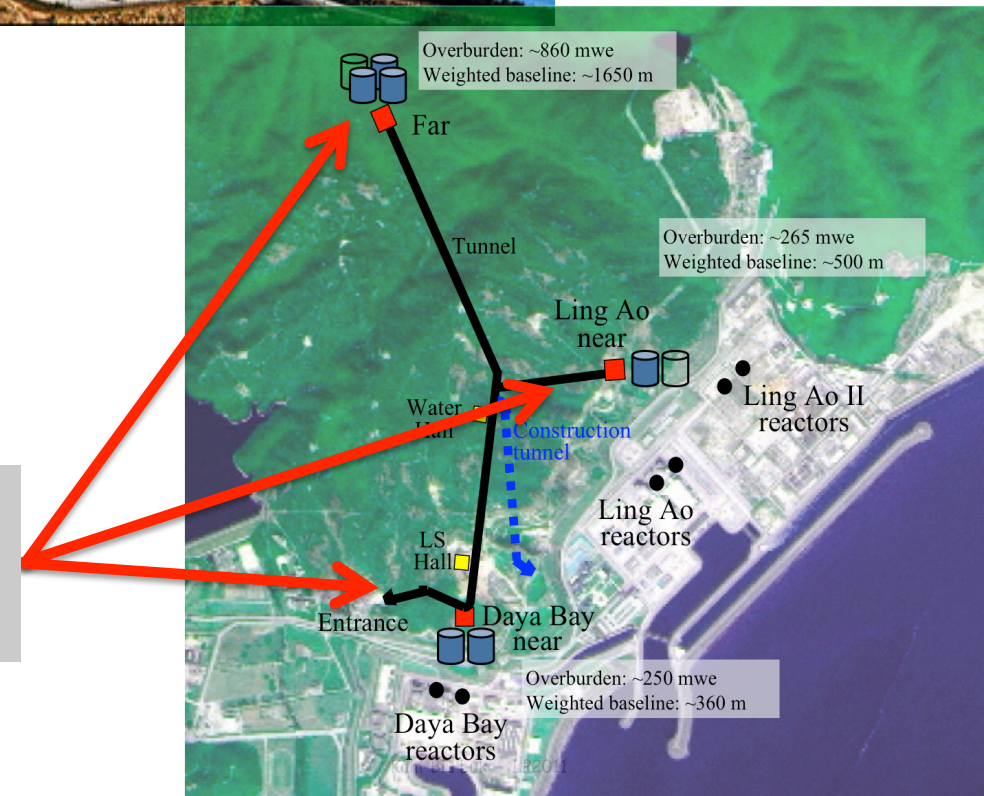 Overburden: ~860 mwe
Weighted baseline: ~1650 m
Far
Tunnel
Overburden: ~265 mwe
Weighted baseline: ~500 m
Ling Ao
near
Ling Ao II
reactors
Water
Hall
Construction
tunnel
Ling Ao
reactors
LS
Hall
Entrance
Daya Bay
near
Overburden: ~250 mwe
Weighted baseline: ~360 m
Daya Bay
reactors